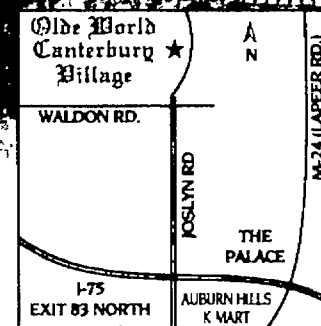 Olde World
Canterbury
Village
N
M-24 (LAPEER RD.)
WALDON RD.
JOSLYN RD
THE
PALACE
I-75
EXIT 83 NORTH
AUBURN HILLS
K MART